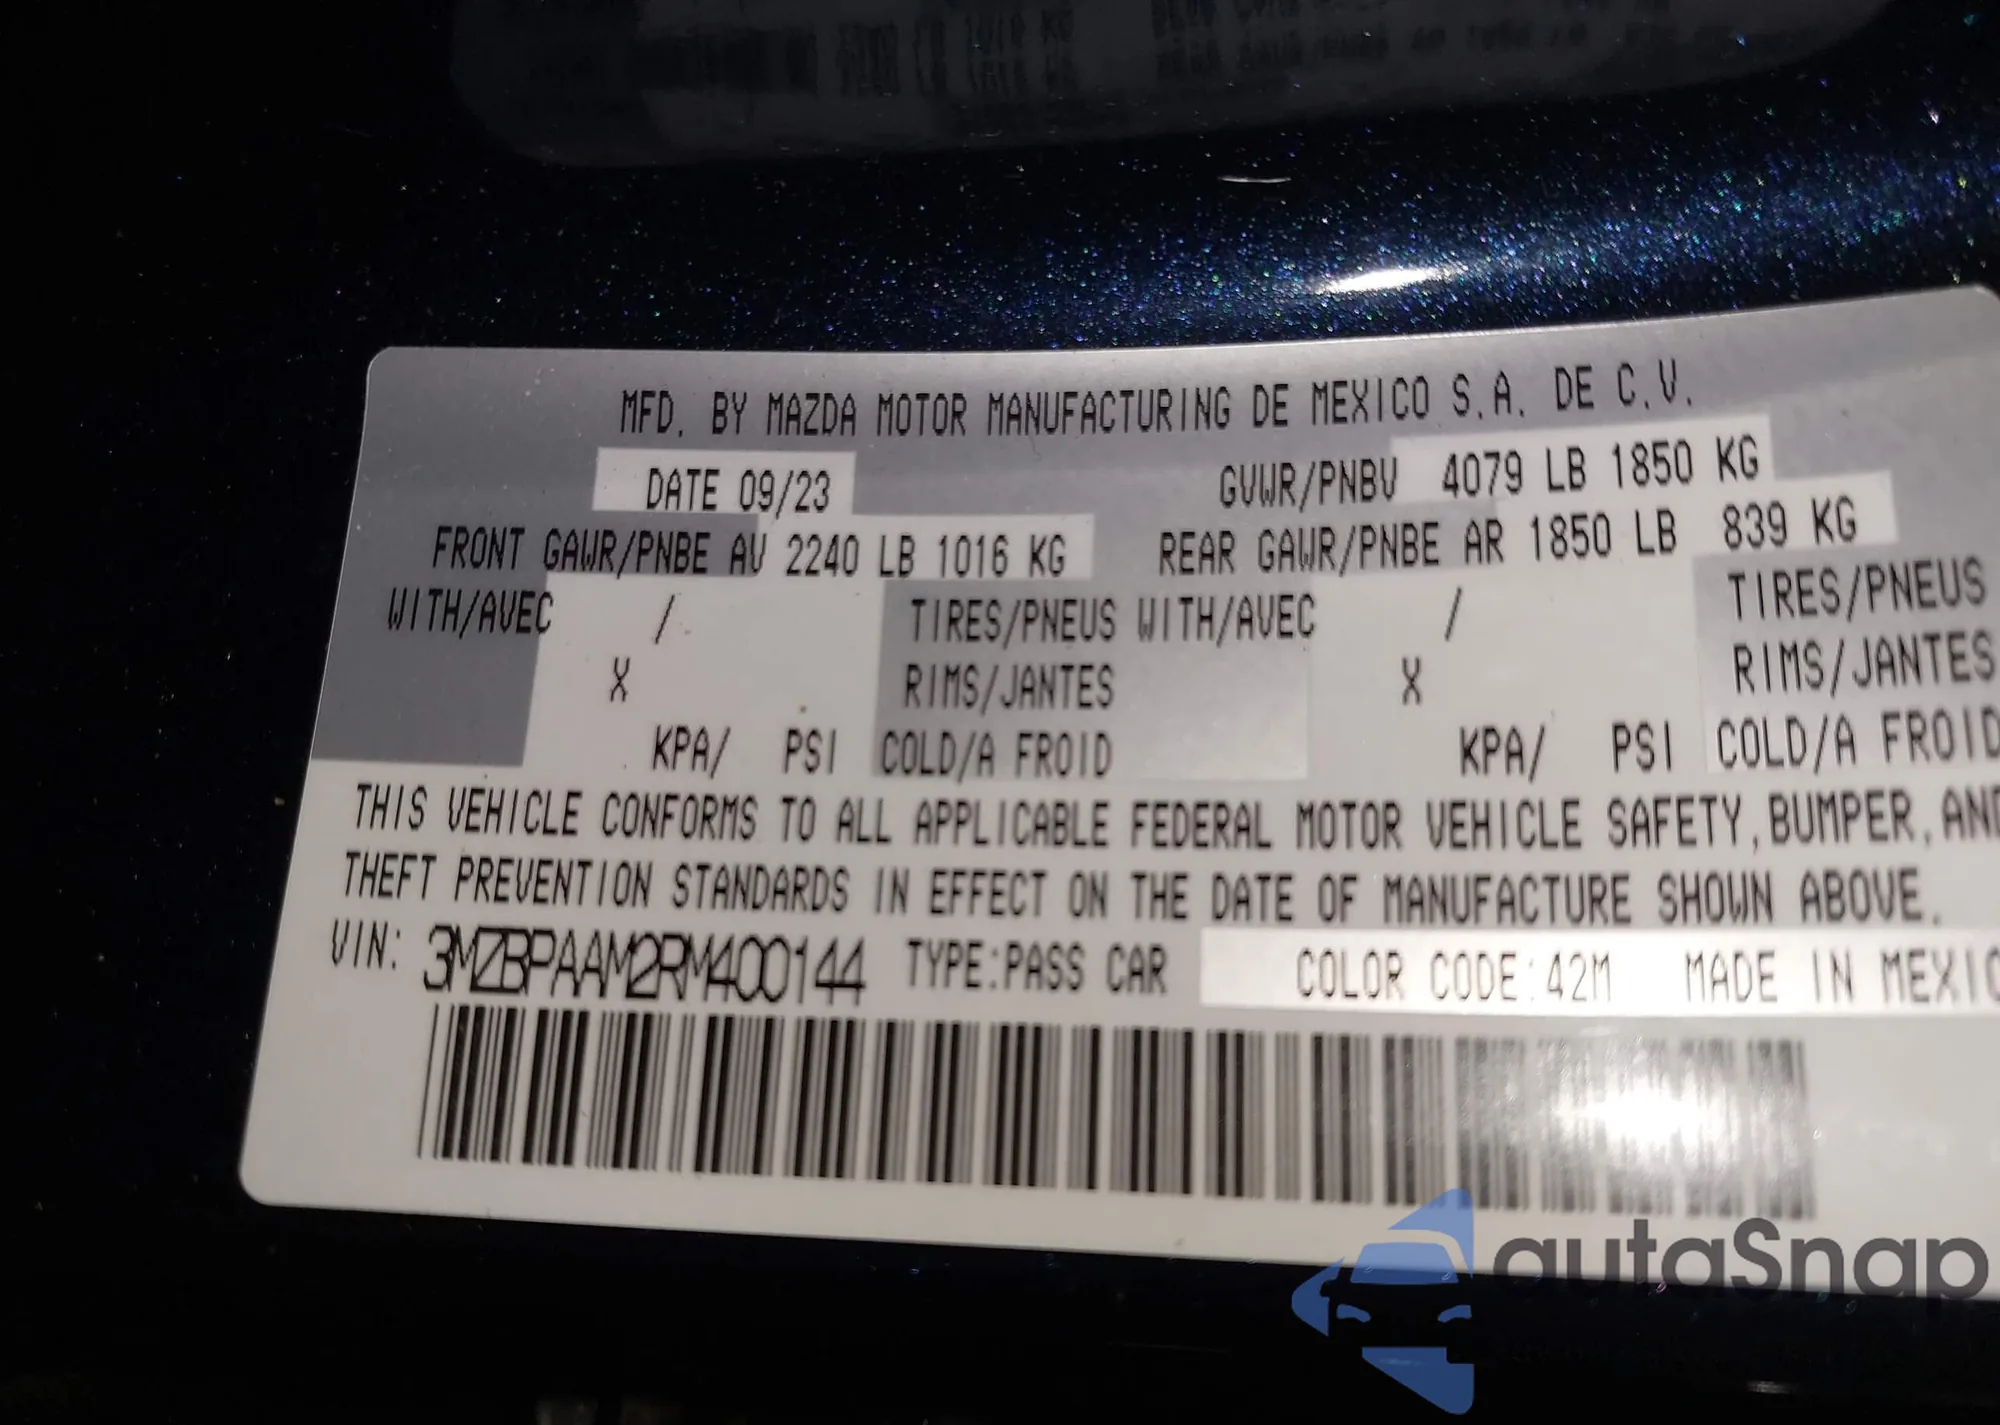 MFD. BY MAZDA MOTOR MANUFACTURING DE MEXICO S.A. DE C.V.
DATE 09/23 GVWR/PNBV 4079 LB 1850 KG
FRONT GAWR/PNBE AV 2240 LB 1016 KG REAR GAWR/PNBE AR 1850 LB 839 KG
WITH/AVEC / TIRES/PNEUS WITH/AVEC / TIRES/PNEUS
X RIMS/JANTES X RIMS/JANTES
KPA/ PSI COLD/A FROID KPA/ PSI COLD/A FROID
THIS VEHICLE CONFORMS TO ALL APPLICABLE FEDERAL MOTOR VEHICLE SAFETY, BUMPER, AND
THEFT PREVENTION STANDARDS IN EFFECT ON THE DATE OF MANUFACTURE SHOWN ABOVE.
VIN: 3MZBPAAM2RM400144 TYPE:PASS CAR COLOR CODE:42M MADE IN MEXICO
autaSnap